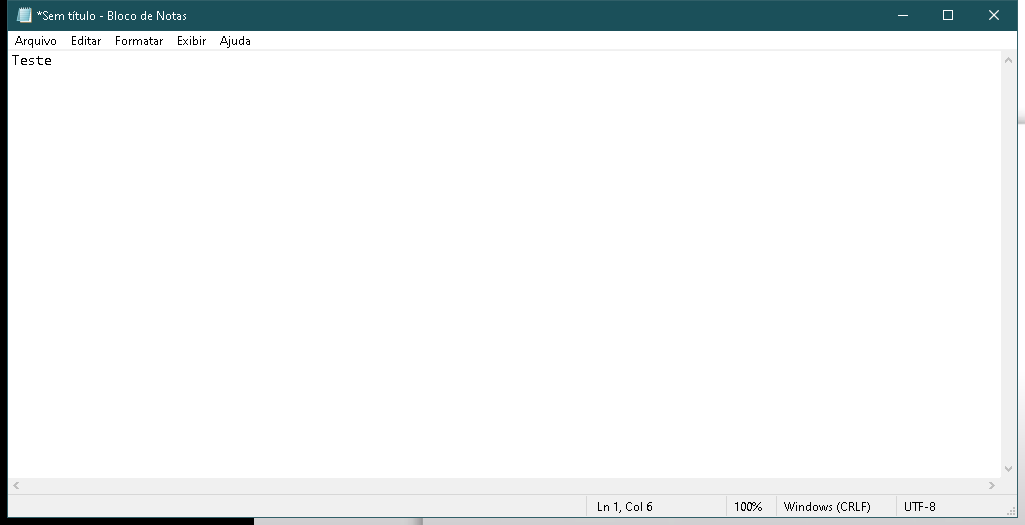 *Sem título - Bloco de Notas
Arquivo Editar Formatar Exibir Ajuda
Teste
Ln 1, Col 6 100% Windows (CRLF) UTF-8